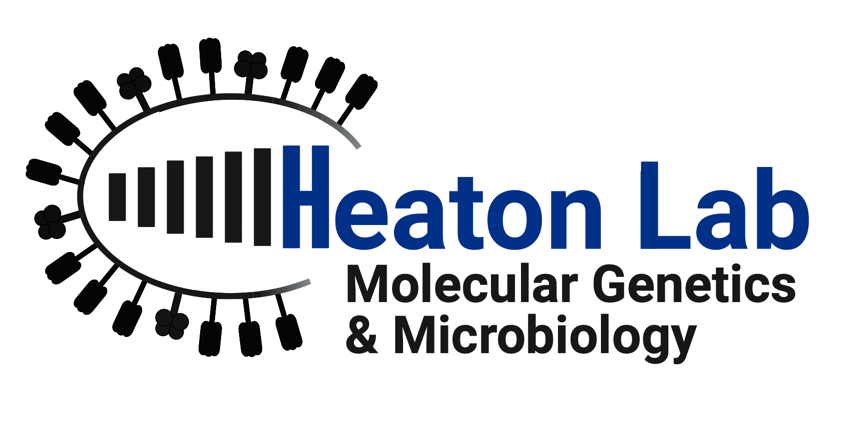 Heaton Lab
Molecular Genetics
& Microbiology